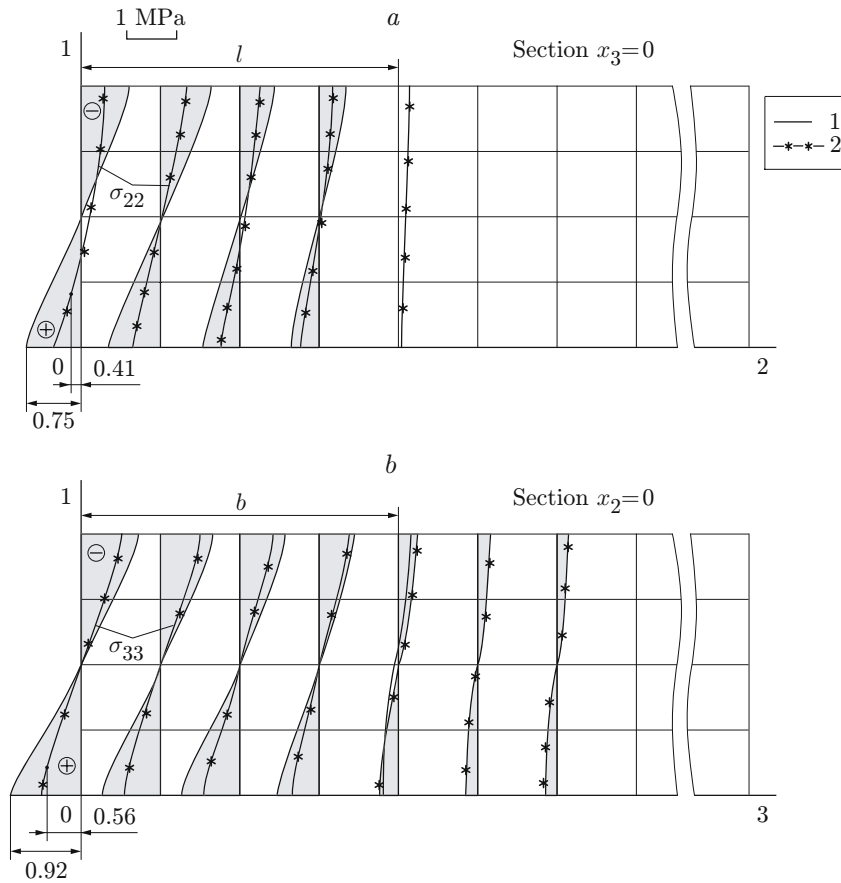 1 MPa
a
1
l
Section x₃=0
⊖
1
2
σ₂₂
⊕
0
0.41
2
0.75
b
1
b
Section x₂=0
⊖
σ₃₃
⊕
0
0.56
3
0.92